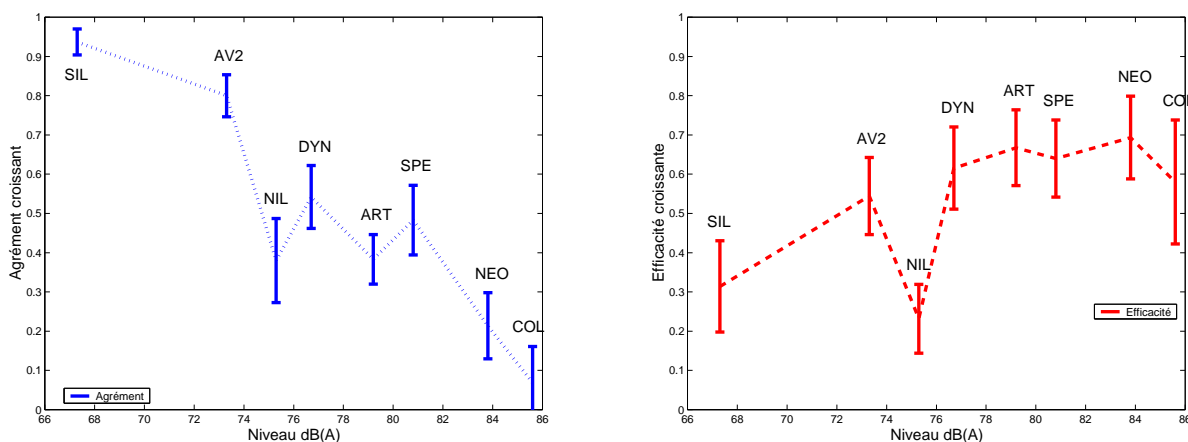 1
0.9
0.8
0.7
0.6
0.5
0.4
0.3
0.2
0.1
0
Agrément croissant
SIL
AV2
NIL
DYN
ART
SPE
NEO
COL
Agrément
66 68 70 72 74 76 78 80 82 84 86
Niveau dB(A)
1
0.9
0.8
0.7
0.6
0.5
0.4
0.3
0.2
0.1
0
Efficacité croissante
SIL
AV2
NIL
DYN
ART
SPE
NEO
COL
Efficacité
66 68 70 72 74 76 78 80 82 84 86
Niveau dB(A)